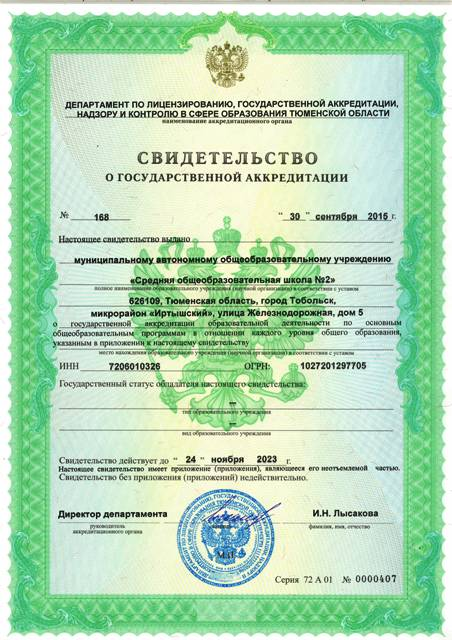 ДЕПАРТАМЕНТ ПО ЛИЦЕНЗИРОВАНИЮ, ГОСУДАРСТВЕННОЙ АККРЕДИТАЦИИ,
НАДЗОРУ И КОНТРОЛЮ В СФЕРЕ ОБРАЗОВАНИЯ ТЮМЕНСКОЙ ОБЛАСТИ
наименование аккредитационного органа
СВИДЕТЕЛЬСТВО
О ГОСУДАРСТВЕННОЙ АККРЕДИТАЦИИ
№ 168 “ 30 ” сентября 2015 г.
Настоящее свидетельство выдано
муниципальному автономному общеобразовательному учреждению
«Средняя общеобразовательная школа №2»
полное наименование образовательного учреждения (научной организации) в соответствии с уставом
626109, Тюменская область, город Тобольск,
микрорайон «Иртышский», улица Железнодорожная, дом 5
о государственной аккредитации образовательной деятельности по основным
общеобразовательным программам в отношении каждого уровня общего образования,
указанным в приложении к настоящему свидетельству
место нахождения образовательного учреждения (научной организации) в соответствии с уставом
ИНН 7206010326 ОГРН: 1027201297705
Государственный статус обладателя настоящего свидетельства:
–
тип образовательного учреждения
–
вид образовательного учреждения
Свидетельство действует до “ 24 ” ноября 2023 г.
Настоящее свидетельство имеет приложение (приложения), являющееся его неотъемлемой частью.
Свидетельство без приложения (приложений) недействительно.
Директор департамента И.Н. Лысакова
руководитель
аккредитационного органа
фамилия, имя, отчество
М.П.
Серия 72 А 01 № 0000407